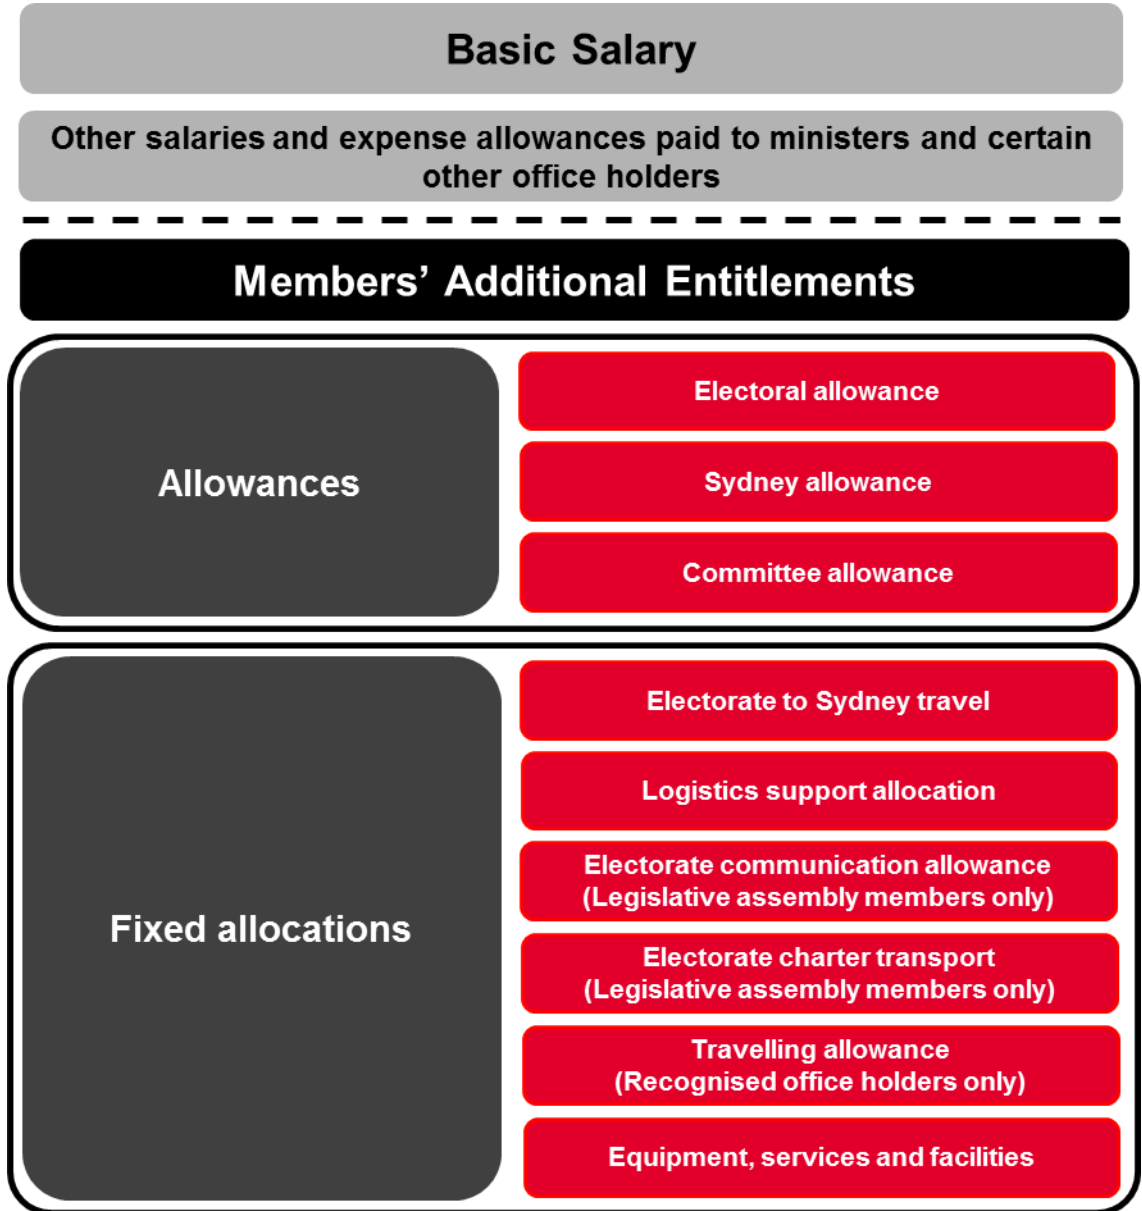 Basic Salary
Other salaries and expense allowances paid to ministers and certain
other office holders
Members’ Additional Entitlements
Allowances
Electoral allowance
Sydney allowance
Committee allowance
Fixed allocations
Electorate to Sydney travel
Logistics support allocation
Electorate communication allowance
(Legislative assembly members only)
Electorate charter transport
(Legislative assembly members only)
Travelling allowance
(Recognised office holders only)
Equipment, services and facilities